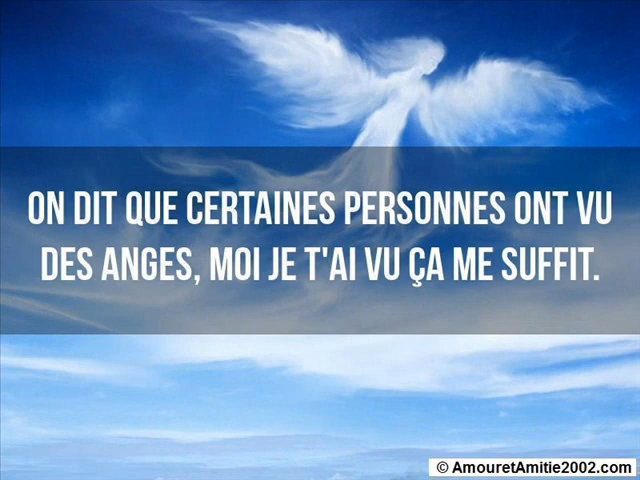 ON DIT QUE CERTAINES PERSONNES ONT VU
DES ANGES, MOI JE T'AI VU ÇA ME SUFFIT.
© AmouretAmitie2002.com